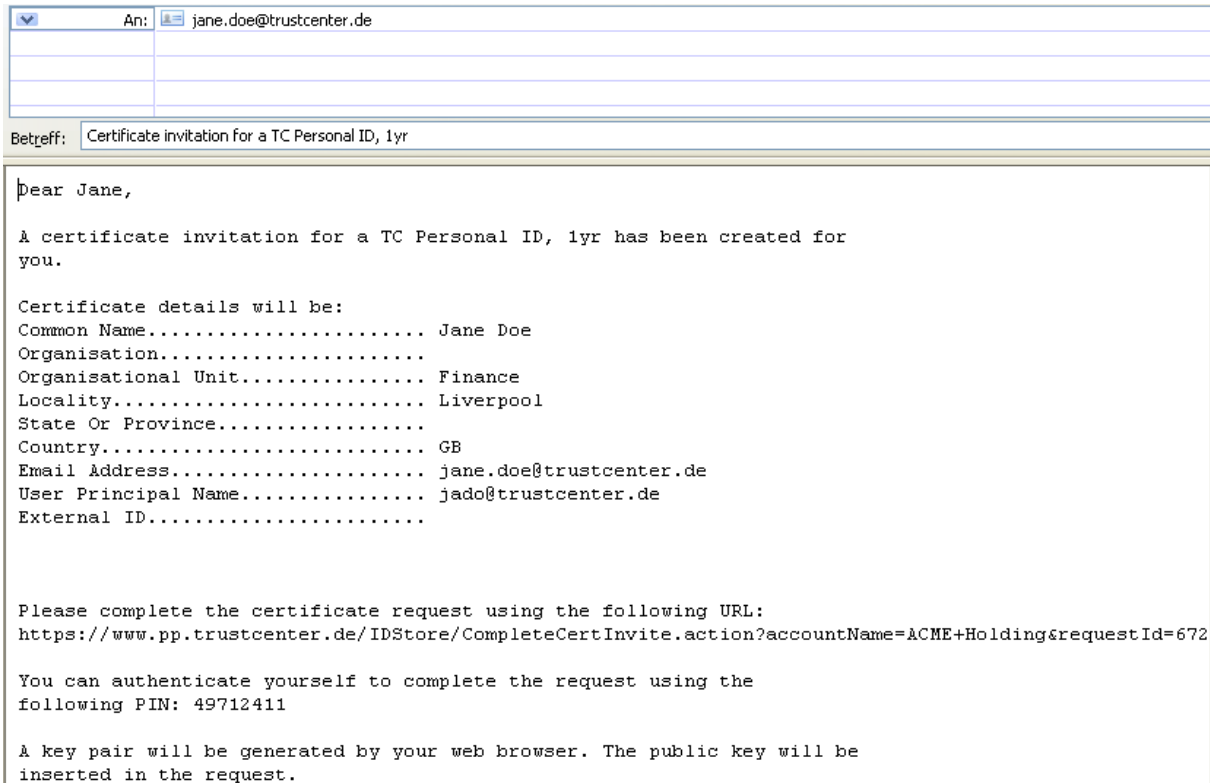 An: jane.doe@trustcenter.de
Betreff: Certificate invitation for a TC Personal ID, 1yr
Dear Jane,
A certificate invitation for a TC Personal ID, 1yr has been created for
you.
Certificate details will be:
Common Name........................ Jane Doe
Organisation.......................
Organisational Unit................ Finance
Locality........................... Liverpool
State Or Province..................
Country............................ GB
Email Address...................... jane.doe@trustcenter.de
User Principal Name................ jado@trustcenter.de
External ID........................
Please complete the certificate request using the following URL:
https://www.pp.trustcenter.de/IDStore/CompleteCertInvite.action?accountName=ACME+Holding&requestId=672
You can authenticate yourself to complete the request using the
following PIN: 49712411
A key pair will be generated by your web browser. The public key will be
inserted in the request.